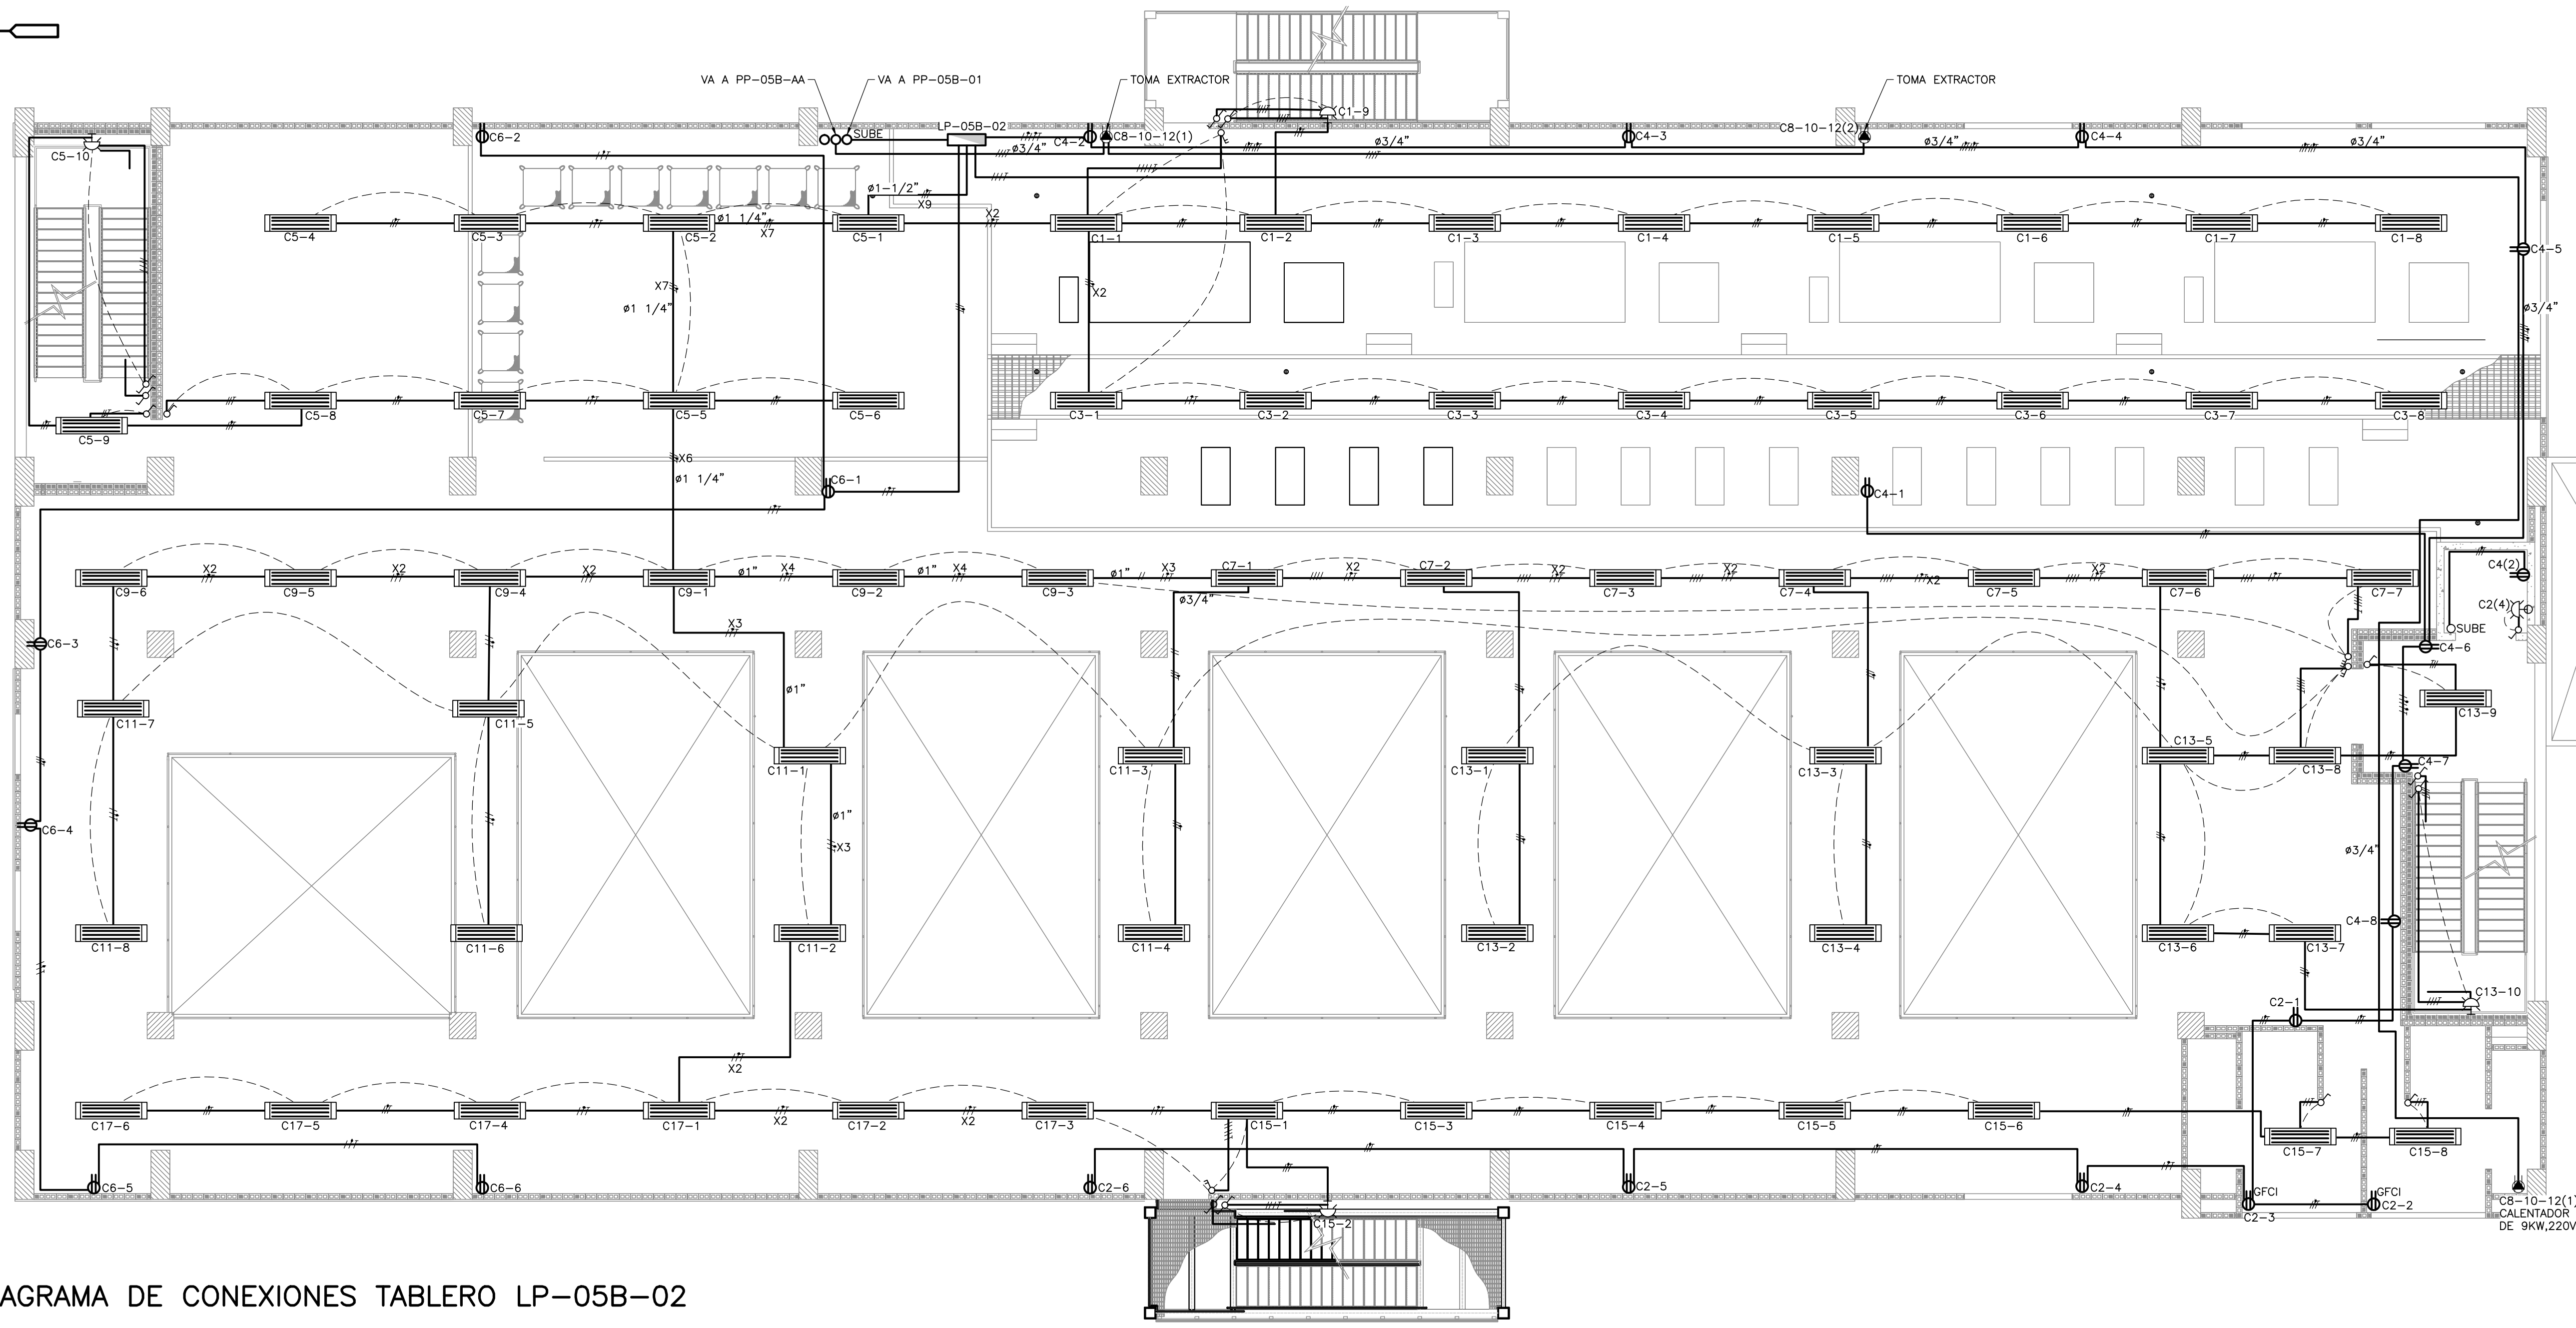 VA A PP-05B-AA
VA A PP-05B-01
TOMA EXTRACTOR
TOMA EXTRACTOR
C1-9
C5-10
C6-2
SUBE
LP-05B-02
C4-2
C8-10-12(1)
C4-3
C8-10-12(2)
C4-4
ø3/4"
ø3/4"
ø3/4"
ø3/4"
ø1-1/2"
X9
X2
C5-4
C5-3
C5-2
ø1 1/4"
X7
C5-1
C1-1
C1-2
C1-3
C1-4
C1-5
C1-6
C1-7
C1-8
C4-5
X7
ø1 1/4"
X2
ø3/4"
C5-9
C5-8
C5-7
C5-5
C5-6
C3-1
C3-2
C3-3
C3-4
C3-5
C3-6
C3-7
C3-8
X6
ø1 1/4"
C6-1
C4-1
X2
X2
X2
ø1"
X4
ø1"
X4
ø1"
X3
C7-1
X2
C7-2
X2
X2
X2
X2
C4(2)
C9-6
C9-5
C9-4
C9-1
C9-2
C9-3
ø3/4"
C7-3
C7-4
C7-5
C7-6
C7-7
C2(4)
SUBE
X3
C6-3
C4-6
ø1"
C11-7
C11-5
C13-9
C11-1
C11-3
C13-1
C13-3
C13-5
C13-8
C4-7
C6-4
ø1"
X3
ø3/4"
C11-8
C11-6
C11-2
C11-4
C13-2
C13-4
C13-6
C13-7
C4-8
C13-10
C2-1
X2
C17-6
C17-5
C17-4
C17-1
X2
C17-2
X2
C17-3
C15-1
C15-3
C15-4
C15-5
C15-6
C15-7
C15-8
C6-5
C6-6
C2-6
C2-5
C2-4
GFCI
C2-3
GFCI
C2-2
C15-2
C8-10-12(1)
CALENTADOR
DE 9KW,220V
AGRAMA DE CONEXIONES TABLERO LP-05B-02